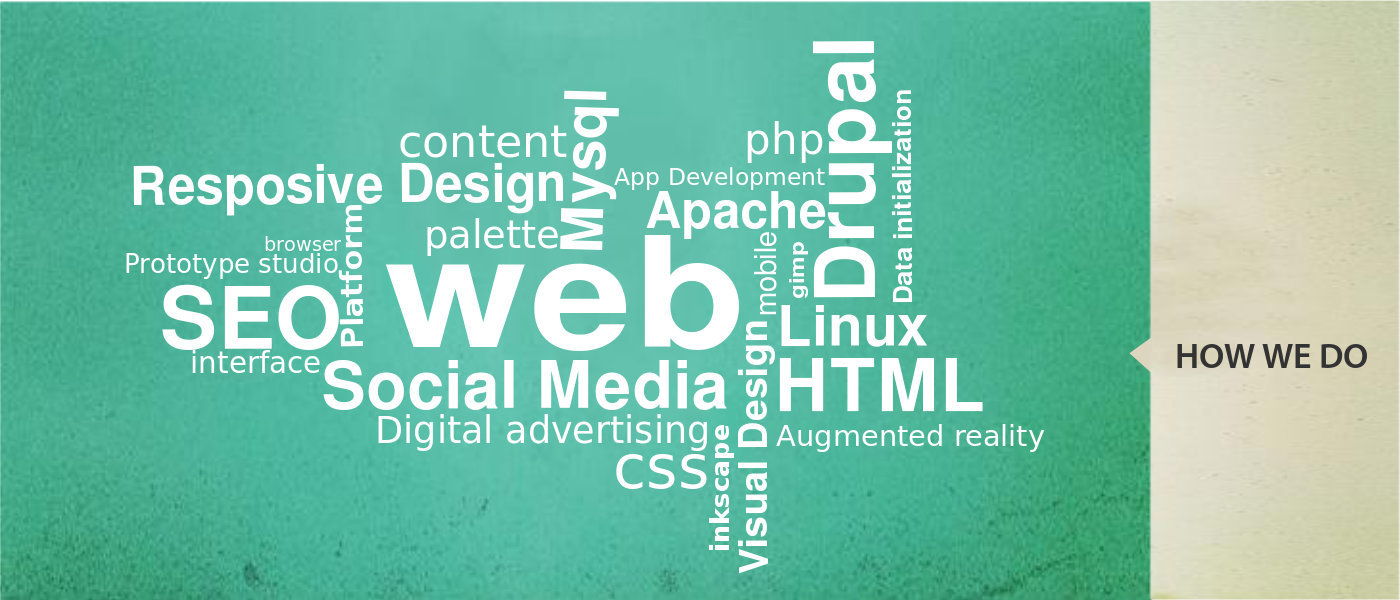 Drupal
Mysql
Data initialization
content
php
Resposive Design
App Development
Apache
palette
browser
Platform
Prototype studio
mobile
gimp
web
SEO
Linux
interface
Visual Design
HOW WE DO
Social Media
HTML
Digital advertising
Augmented reality
css
inkscape